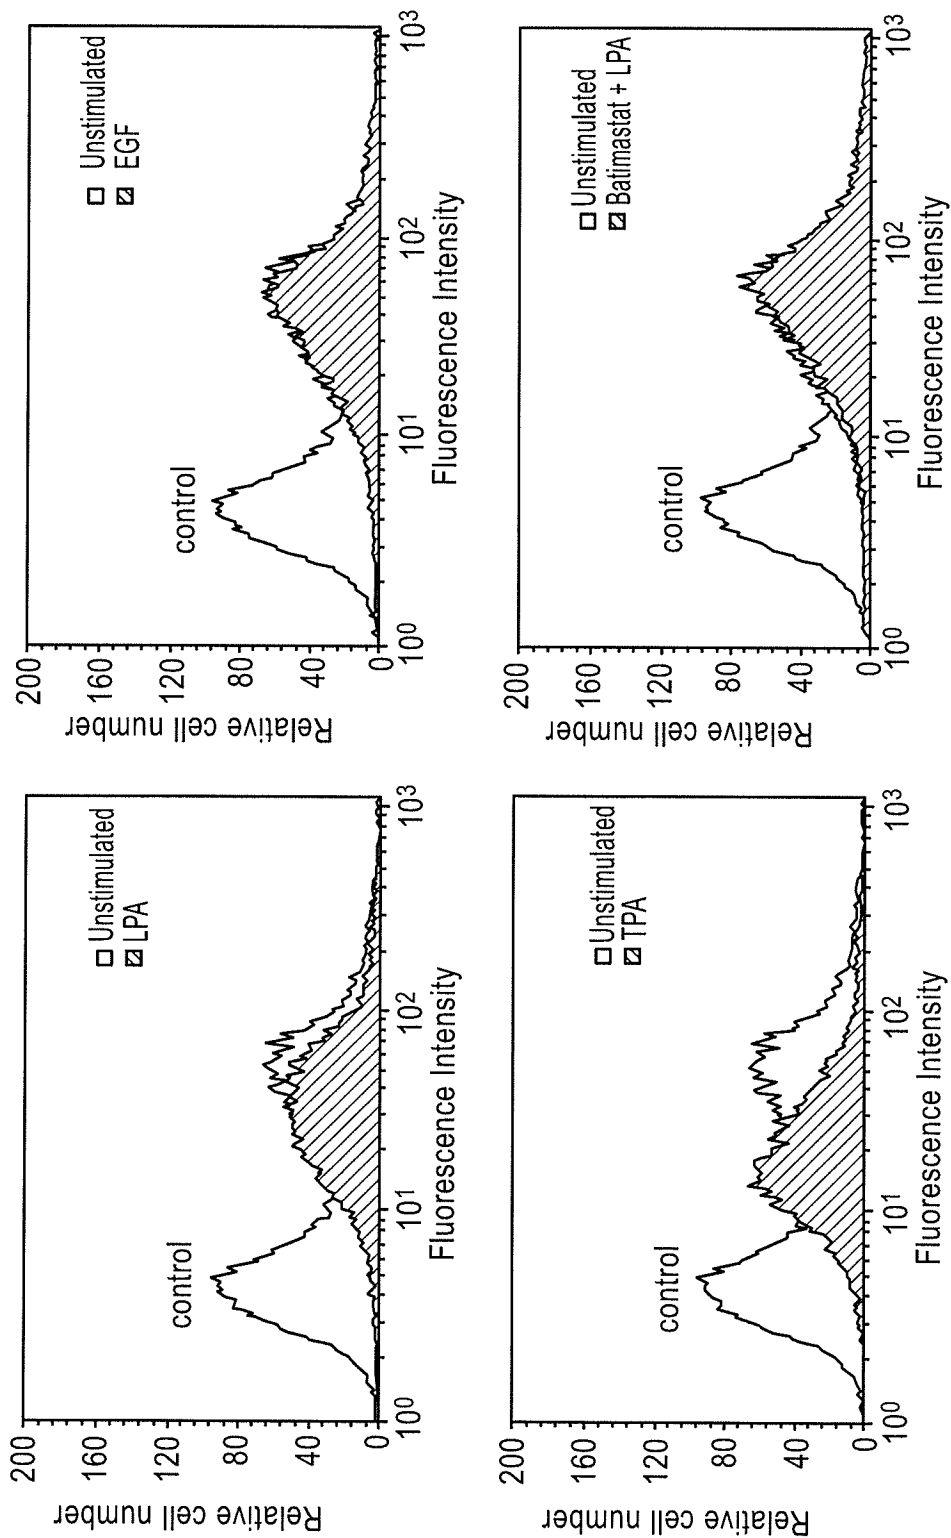 200
160
120
80
40
0
Relative cell number
control
Unstimulated
LPA
10⁰
10¹
10²
10³
Fluorescence Intensity
200
160
120
80
40
0
Relative cell number
control
Unstimulated
EGF
10⁰
10¹
10²
10³
Fluorescence Intensity
200
160
120
80
40
0
Relative cell number
control
Unstimulated
TPA
10⁰
10¹
10²
10³
Fluorescence Intensity
200
160
120
80
40
0
Relative cell number
control
Unstimulated
Batimastat + LPA
10⁰
10¹
10²
10³
Fluorescence Intensity